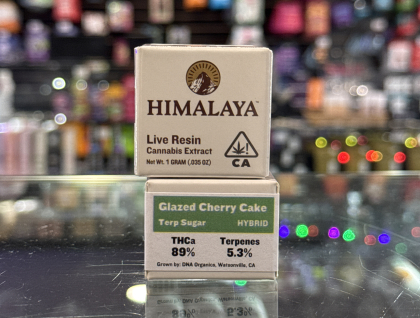 HIMALAYA™
Live Resin
Cannabis Extract
Net Wt. 1 GRAM (.035 OZ)
CA
Glazed Cherry Cake
Terp Sugar HYBRID
THCa Terpenes
89% 5.3%
Grown by: DNA Organics, Watsonville, CA